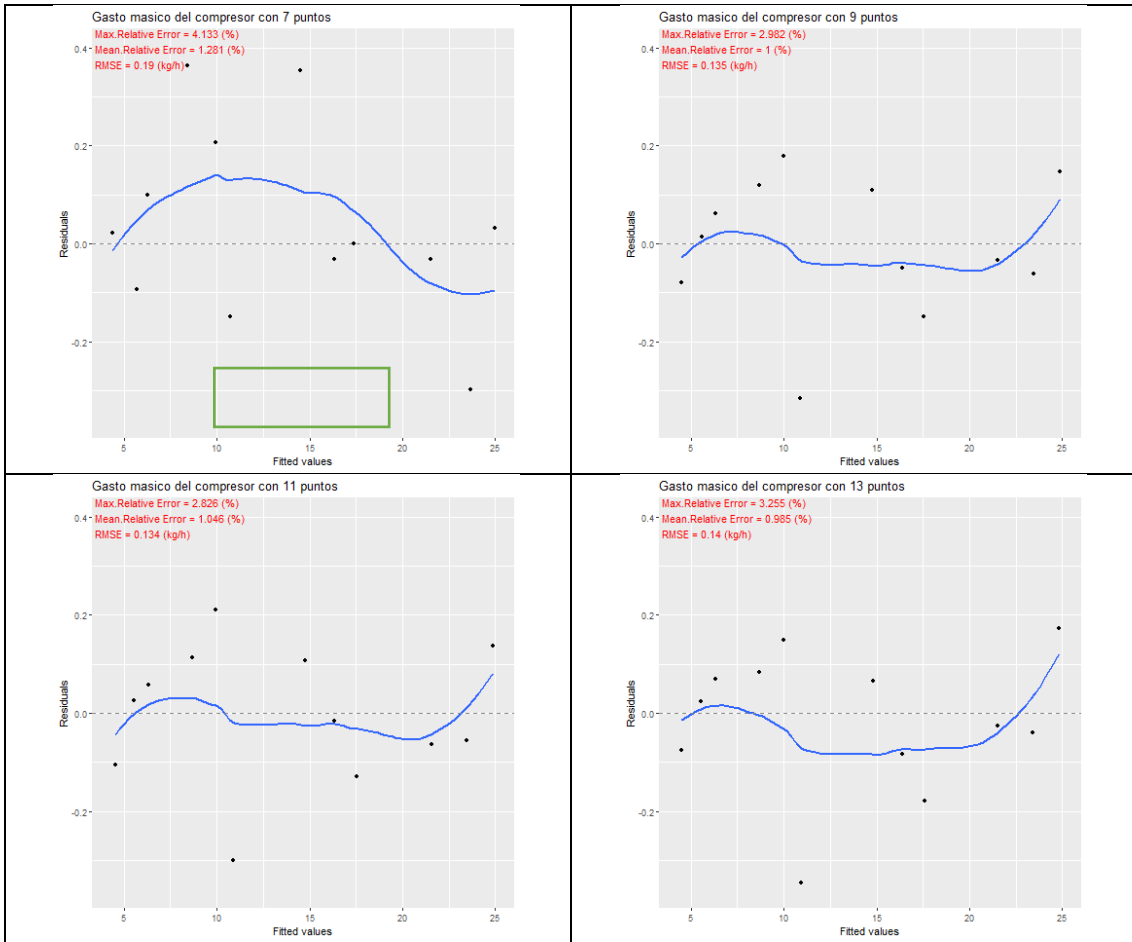 Gasto masico del compresor con 7 puntos
Max.Relative Error = 4.133 (%)
Mean.Relative Error = 1.281 (%)
RMSE = 0.19 (kg/h)
0.4
0.2
0.0
-0.2
Residuals
5 10 15 20 25
Fitted values
Gasto masico del compresor con 9 puntos
Max.Relative Error = 2.982 (%)
Mean.Relative Error = 1 (%)
RMSE = 0.135 (kg/h)
0.4
0.2
0.0
-0.2
Residuals
5 10 15 20 25
Fitted values
Gasto masico del compresor con 11 puntos
Max.Relative Error = 2.826 (%)
Mean.Relative Error = 1.046 (%)
RMSE = 0.134 (kg/h)
0.4
0.2
0.0
-0.2
Residuals
5 10 15 20 25
Fitted values
Gasto masico del compresor con 13 puntos
Max.Relative Error = 3.255 (%)
Mean.Relative Error = 0.985 (%)
RMSE = 0.14 (kg/h)
0.4
0.2
0.0
-0.2
Residuals
5 10 15 20 25
Fitted values